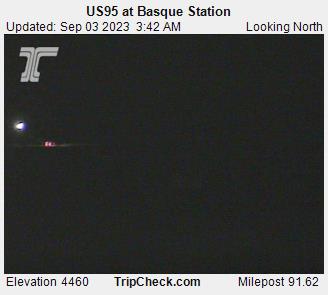 US95 at Basque Station
Updated: Sep 03 2023 3:42 AM Looking North
Elevation 4460 TripCheck.com Milepost 91.62